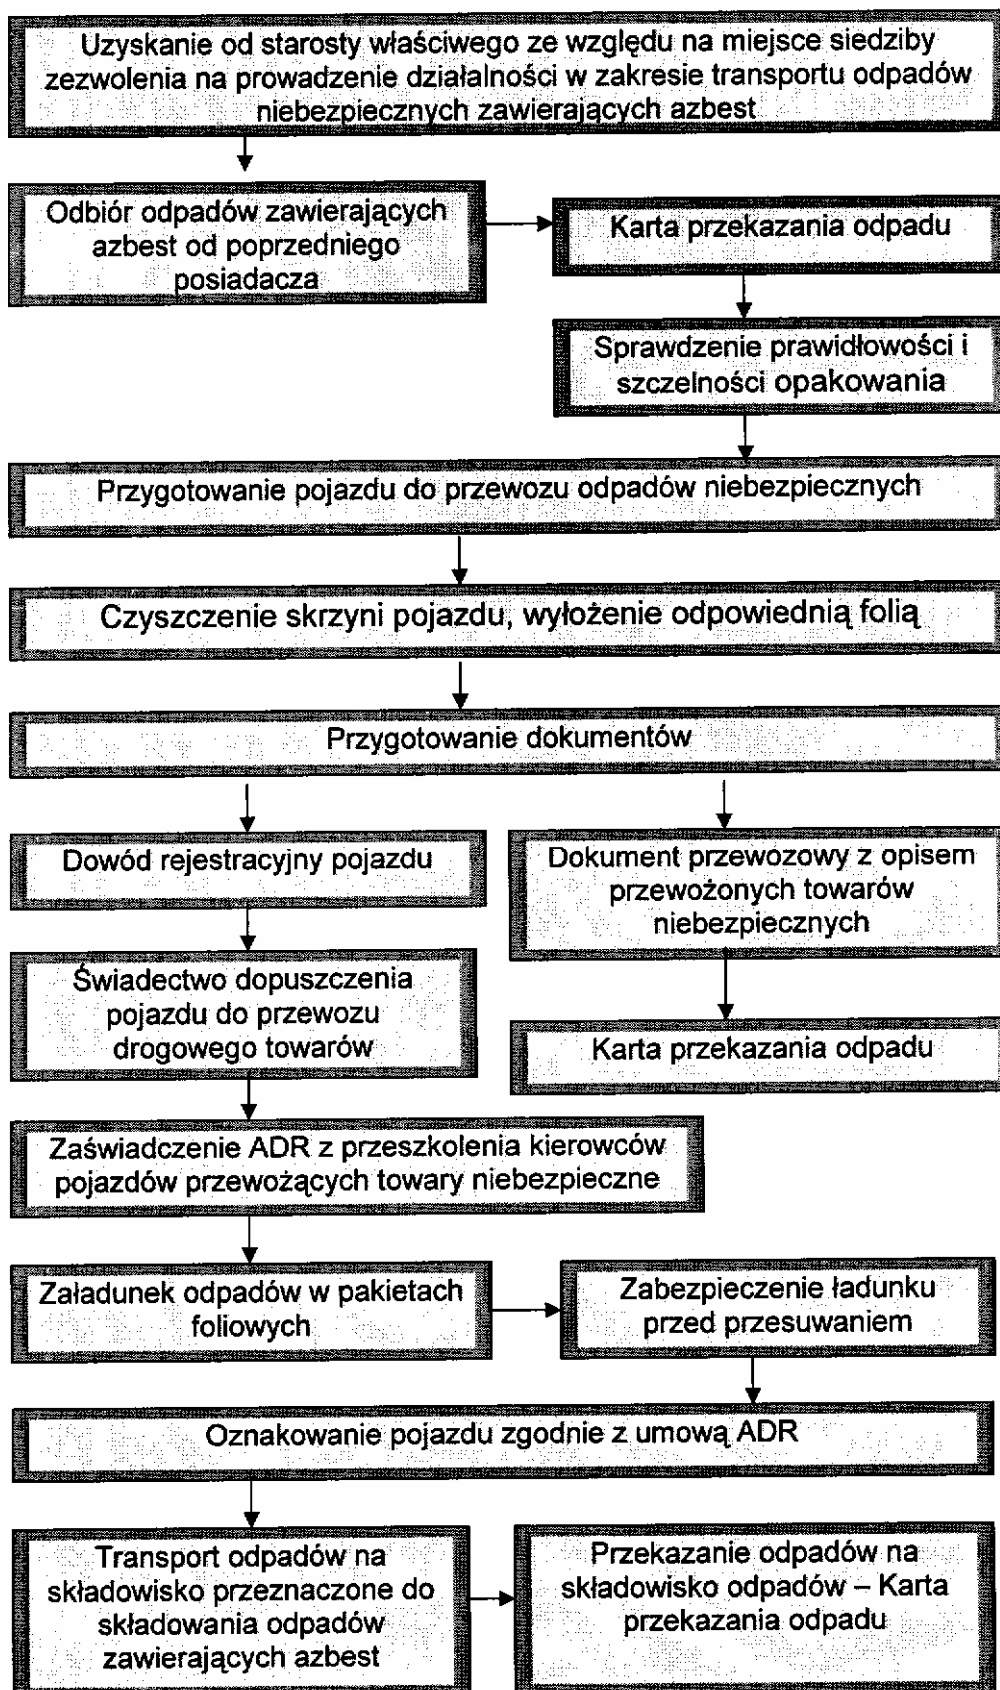 Uzyskanie od starosty właściwego ze względu na miejsce siedziby
zezwolenia na prowadzenie działalności w zakresie transportu odpadów
niebezpiecznych zawierających azbest
Odbiór odpadów zawierających
azbest od poprzedniego
posiadacza
Karta przekazania odpadu
Sprawdzenie prawidłowości i
szczelności opakowania
Przygotowanie pojazdu do przewozu odpadów niebezpiecznych
Czyszczenie skrzyni pojazdu, wyłożenie odpowiednią folią
Przygotowanie dokumentów
Dowód rejestracyjny pojazdu
Świadectwo dopuszczenia
pojazdu do przewozu
drogowego towarów
Zaświadczenie ADR z przeszkolenia kierowców
pojazdów przewożących towary niebezpieczne
Dokument przewozowy z opisem
przewożonych towarów
niebezpiecznych
Karta przekazania odpadu
Załadunek odpadów w pakietach
foliowych
Zabezpieczenie ładunku
przed przesuwaniem
Oznakowanie pojazdu zgodnie z umową ADR
Transport odpadów na
składowisko przeznaczone do
składowania odpadów
zawierających azbest
Przekazanie odpadów na
składowisko odpadów – Karta
przekazania odpadu